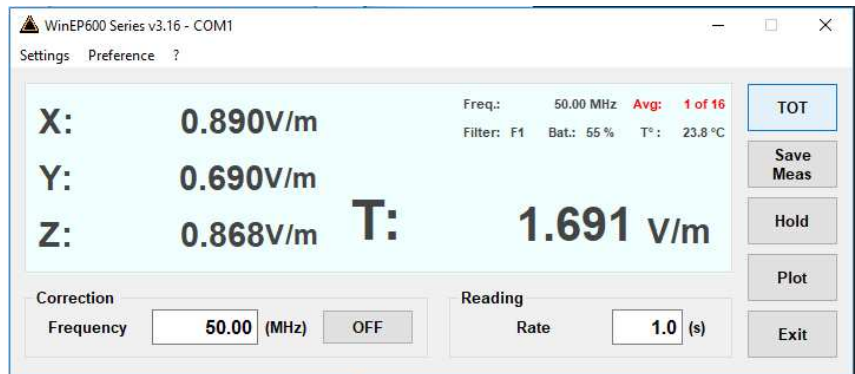 WinEP600 Series v3.16 - COM1
Settings Preference ?
X: 0.890V/m
Freq.: 50.00 MHz Avg: 1 of 16
Filter: F1 Bat.: 55 % T° : 23.8 °C
Y: 0.690V/m
Z: 0.868V/m
T: 1.691 V/m
TOT
Save
Meas
Hold
Plot
Exit
Correction
Frequency 50.00 (MHz) OFF
Reading
Rate 1.0 (s)